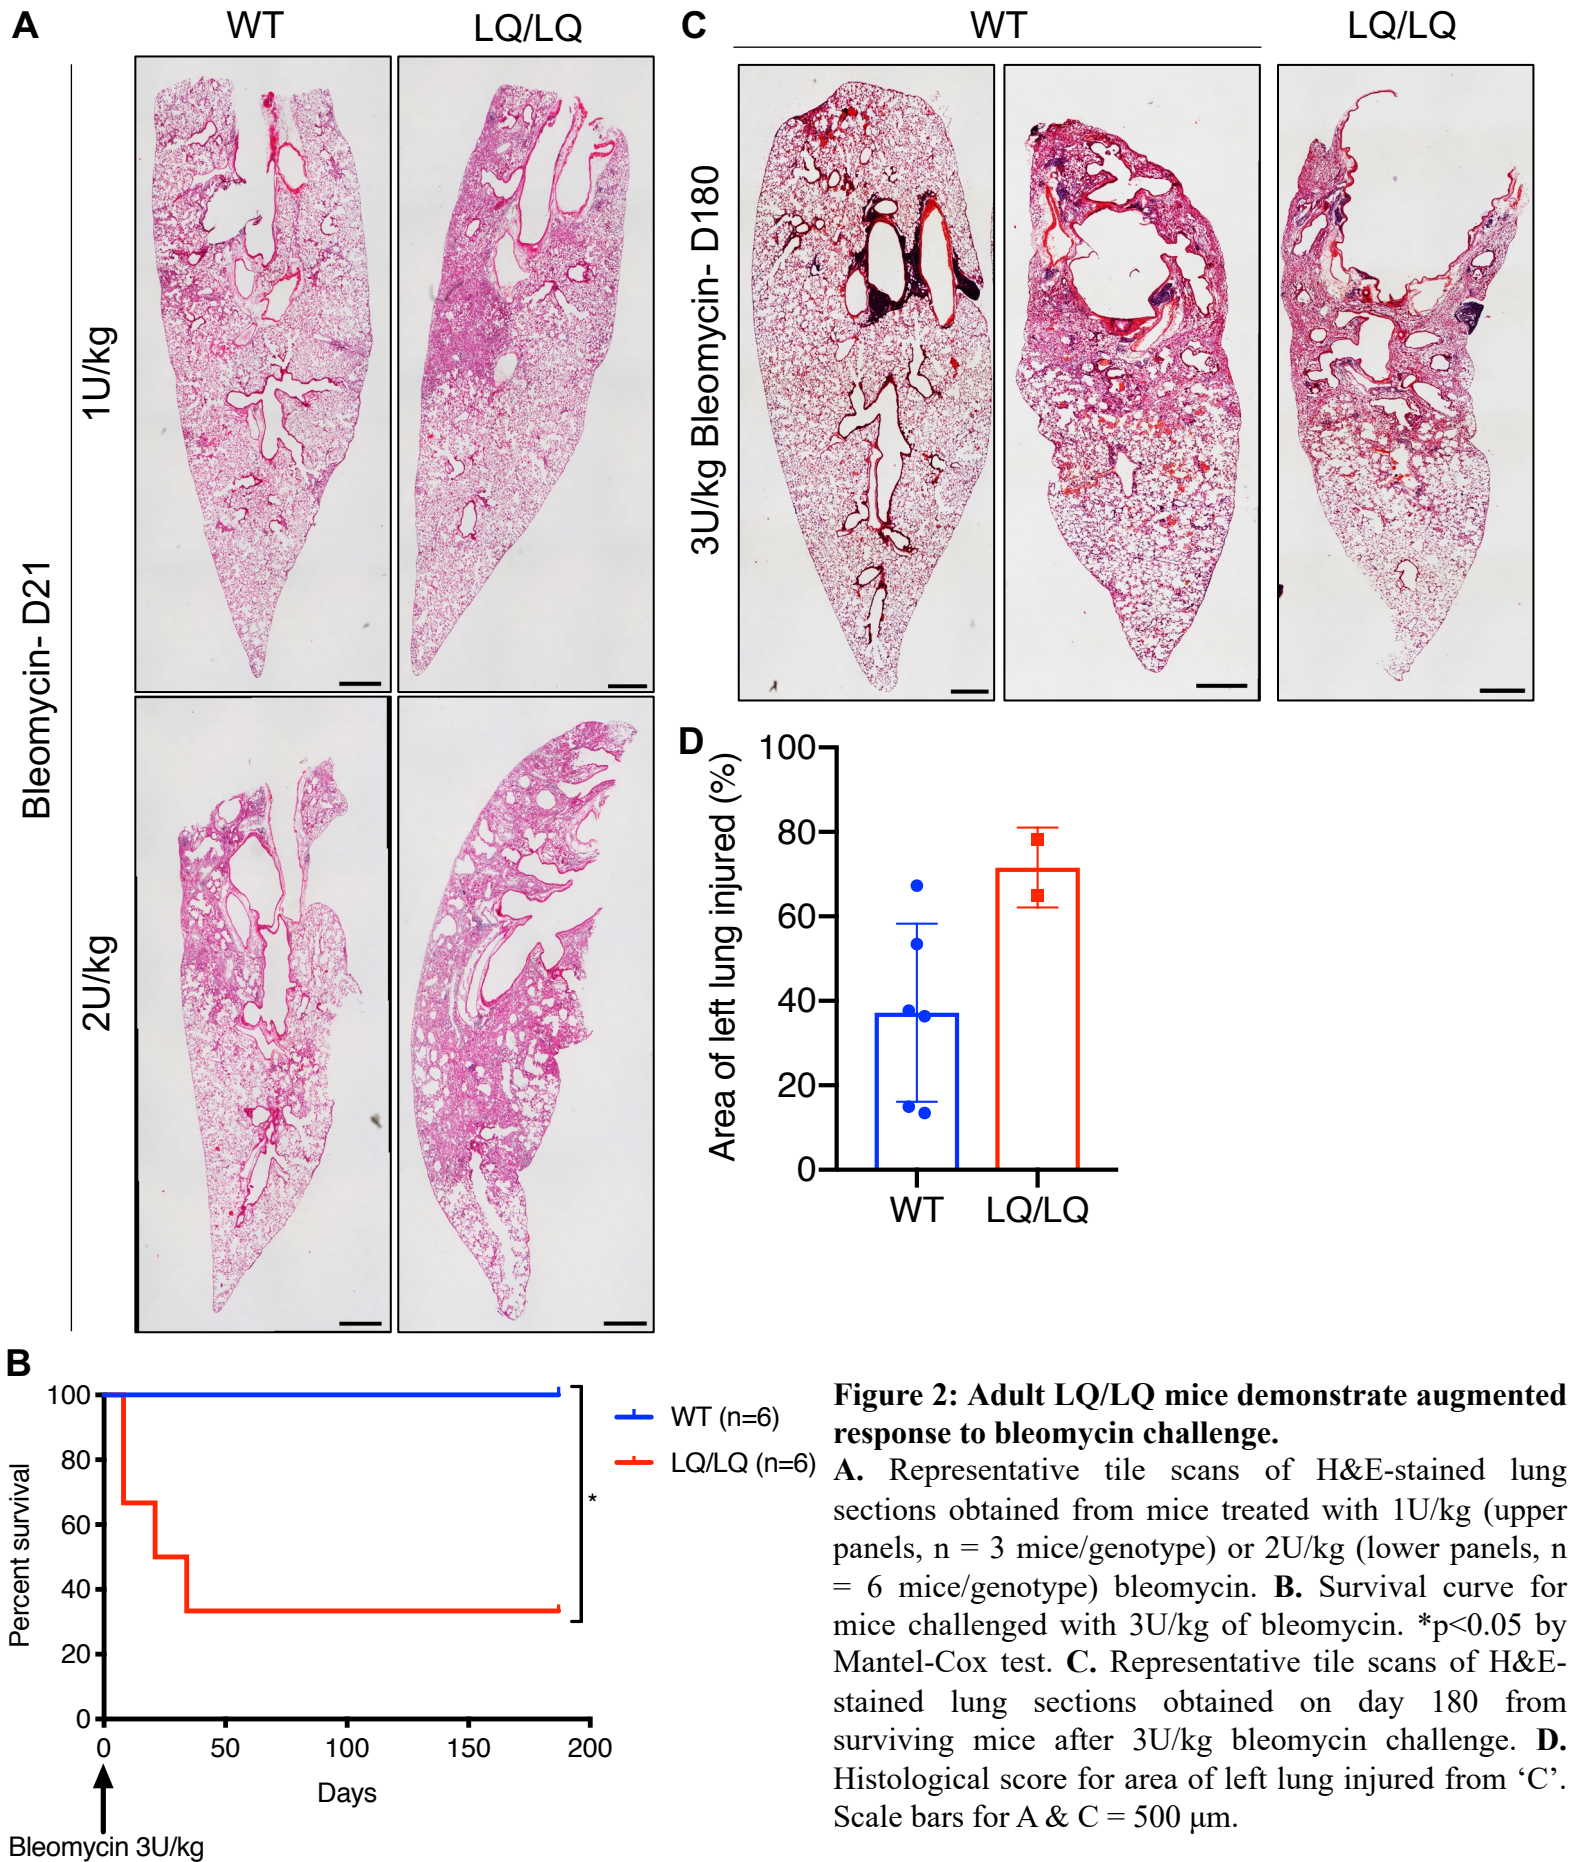 A
WT
LQ/LQ
Bleomycin- D21
1U/kg
2U/kg
C
WT
LQ/LQ
3U/kg Bleomycin- D180
D
Area of left lung injured (%)
100
80
60
40
20
0
WT
LQ/LQ
B
Percent survival
100
80
60
40
20
0
0
50
100
150
200
Days
Bleomycin 3U/kg
WT (n=6)
LQ/LQ (n=6)
*
Figure 2: Adult LQ/LQ mice demonstrate augmented
response to bleomycin challenge.
A. Representative tile scans of H&E-stained lung
sections obtained from mice treated with 1U/kg (upper
panels, n = 3 mice/genotype) or 2U/kg (lower panels, n
= 6 mice/genotype) bleomycin. B. Survival curve for
mice challenged with 3U/kg of bleomycin. *p<0.05 by
Mantel-Cox test. C. Representative tile scans of H&E-
stained lung sections obtained on day 180 from
surviving mice after 3U/kg bleomycin challenge. D.
Histological score for area of left lung injured from ‘C’.
Scale bars for A & C = 500 μm.